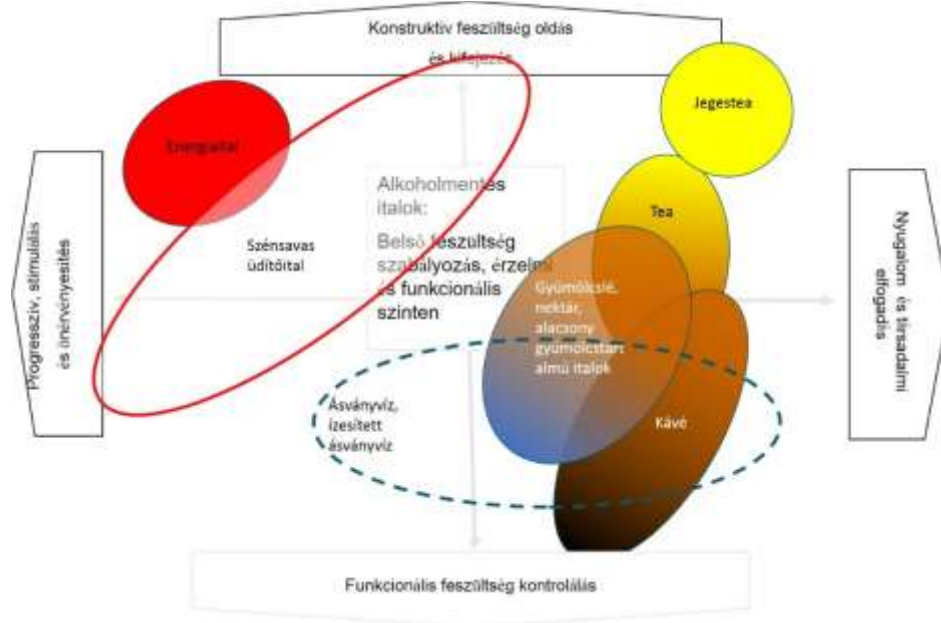 Konstruktív feszültség oldás
és kifejezés
Jegestea
Energiaital
Alkoholmentes
italok:
Tea
Szénsavas
üdítőital
Belső feszültség
szabályozás, érzelmi
és funkcionális
szinten
Gyümölcslé,
nektár,
alacsony
gyümölcstart
almú italok
Progresszív, stimulálás
és önérvényesítés
Nyugalom és társadalmi
elfogadás
Ásványvíz,
ízesített
ásványvíz
Kávé
Funkcionális feszültség kontrolálás